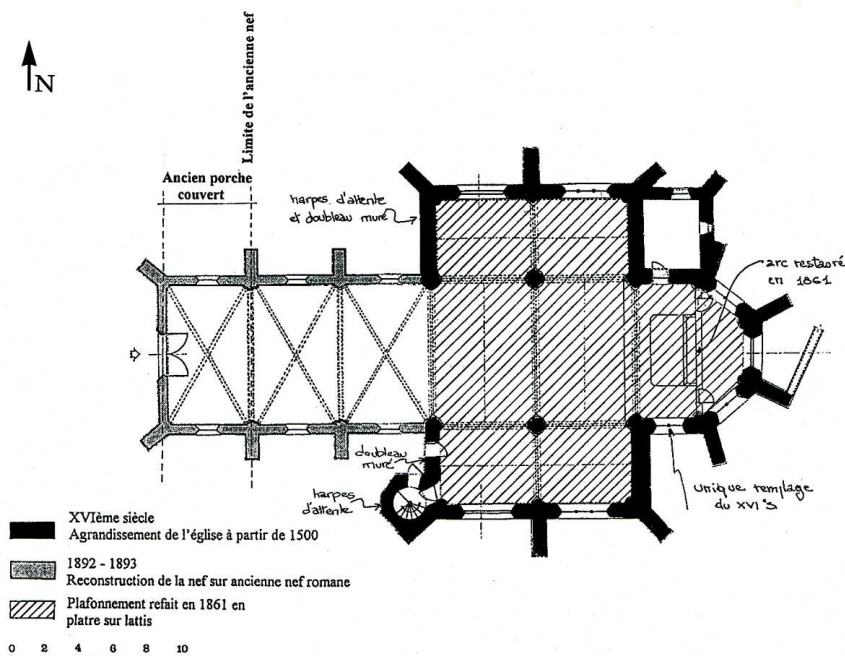 N
Ancien porche
couvert
Limite de l'ancienne nef
harpes d'attente
et doubleau muré
arc restauré
en 1861
doubleau
muré
harpes
d'attente
unique remplage
du XVI°S
XVIème siècle
Agrandissement de l'église à partir de 1500
1892 - 1893
Reconstruction de la nef sur ancienne nef romane
Plafonnement refait en 1861 en
platre sur lattis
0 2 4 6 8 10